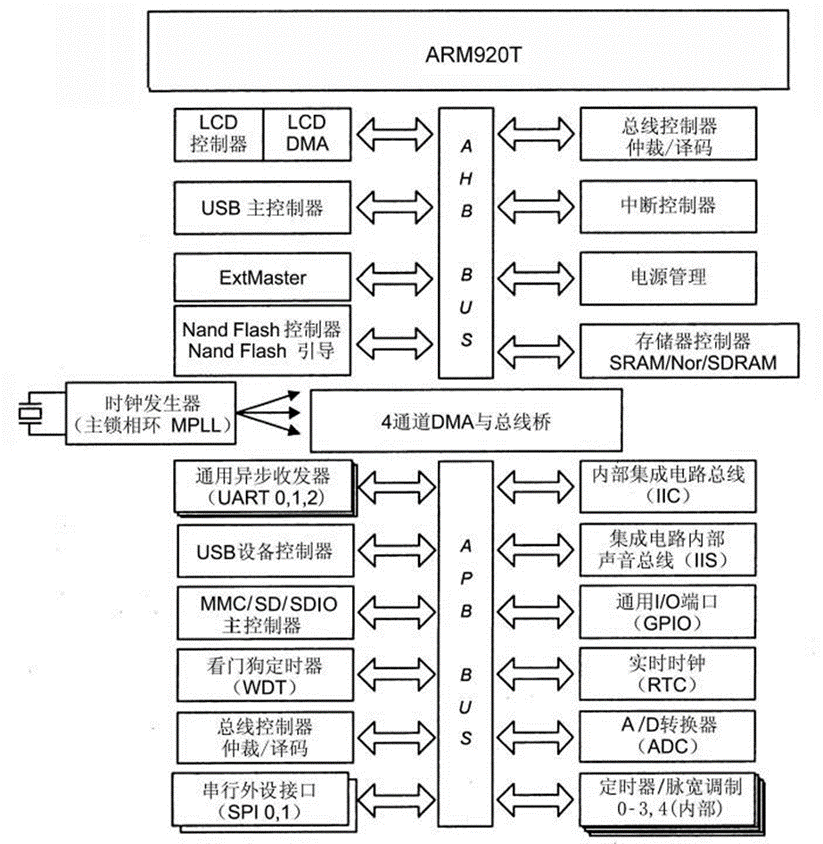 ARM920T
LCD
控制器
LCD
DMA
总线控制器
仲裁/译码
USB 主控制器
中断控制器
ExtMaster
电源管理
Nand Flash 控制器
Nand Flash 引导
存储器控制器
SRAM/Nor/SDRAM
AHB BUS
时钟发生器
（主锁相环 MPLL）
4通道DMA与总线桥
通用异步收发器
（UART 0,1,2）
内部集成电路总线
（IIC）
USB设备控制器
集成电路内部
声音总线（IIS）
MMC/SD/SDIO
主控制器
通用I/O端口
（GPIO）
看门狗定时器
（WDT）
实时时钟
（RTC）
总线控制器
仲裁/译码
A/D转换器
（ADC）
串行外设接口
（SPI 0,1）
定时器/脉宽调制
0-3,4(内部)
APB BUS